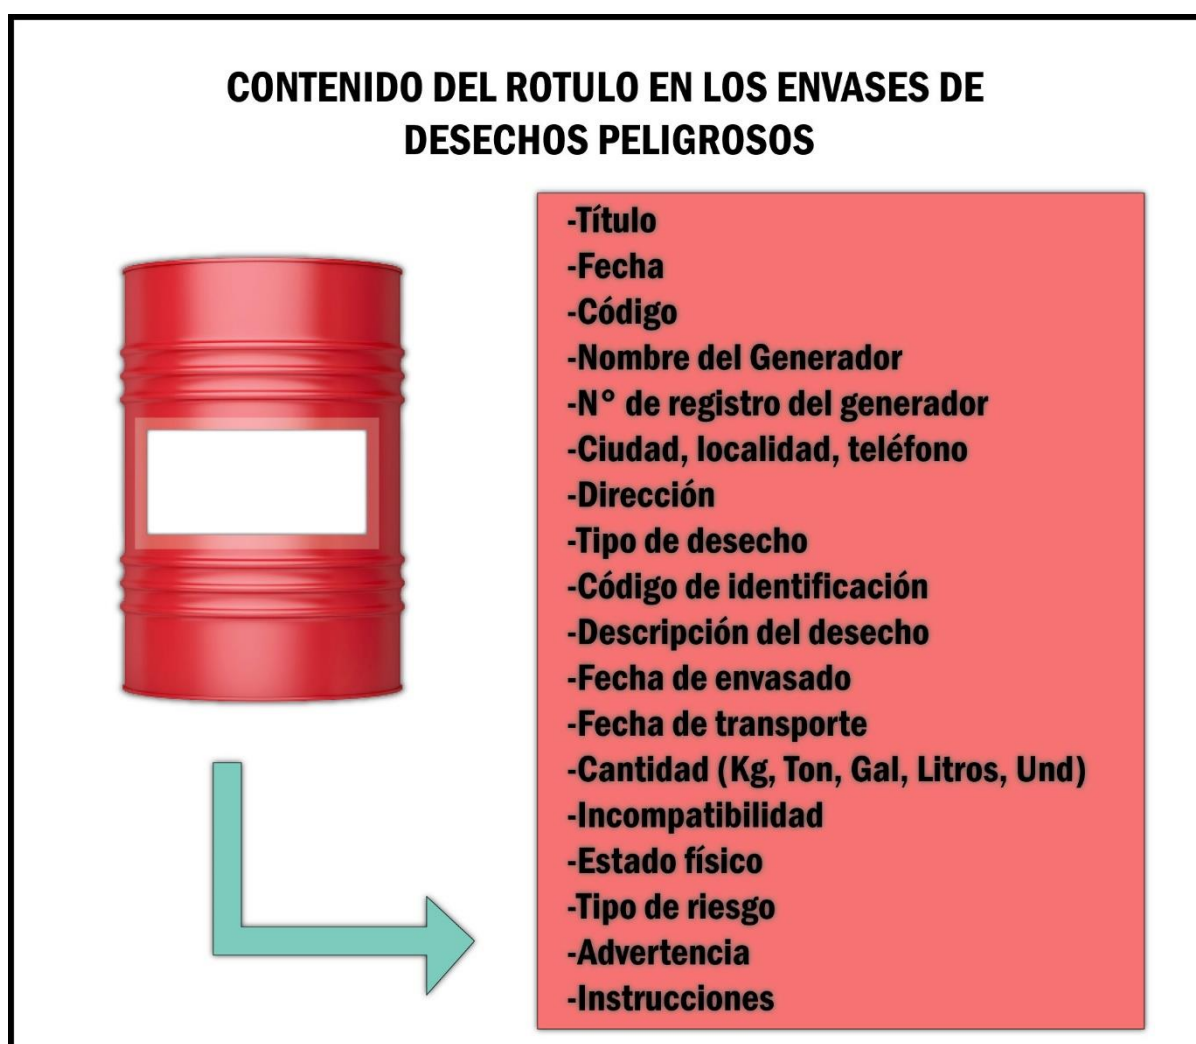 CONTENIDO DEL ROTULO EN LOS ENVASES DE
DESECHOS PELIGROSOS
-Título
-Fecha
-Código
-Nombre del Generador
-N° de registro del generador
-Ciudad, localidad, teléfono
-Dirección
-Tipo de desecho
-Código de identificación
-Descripción del desecho
-Fecha de envasado
-Fecha de transporte
-Cantidad (Kg, Ton, Gal, Litros, Und)
-Incompatibilidad
-Estado físico
-Tipo de riesgo
-Advertencia
-Instrucciones